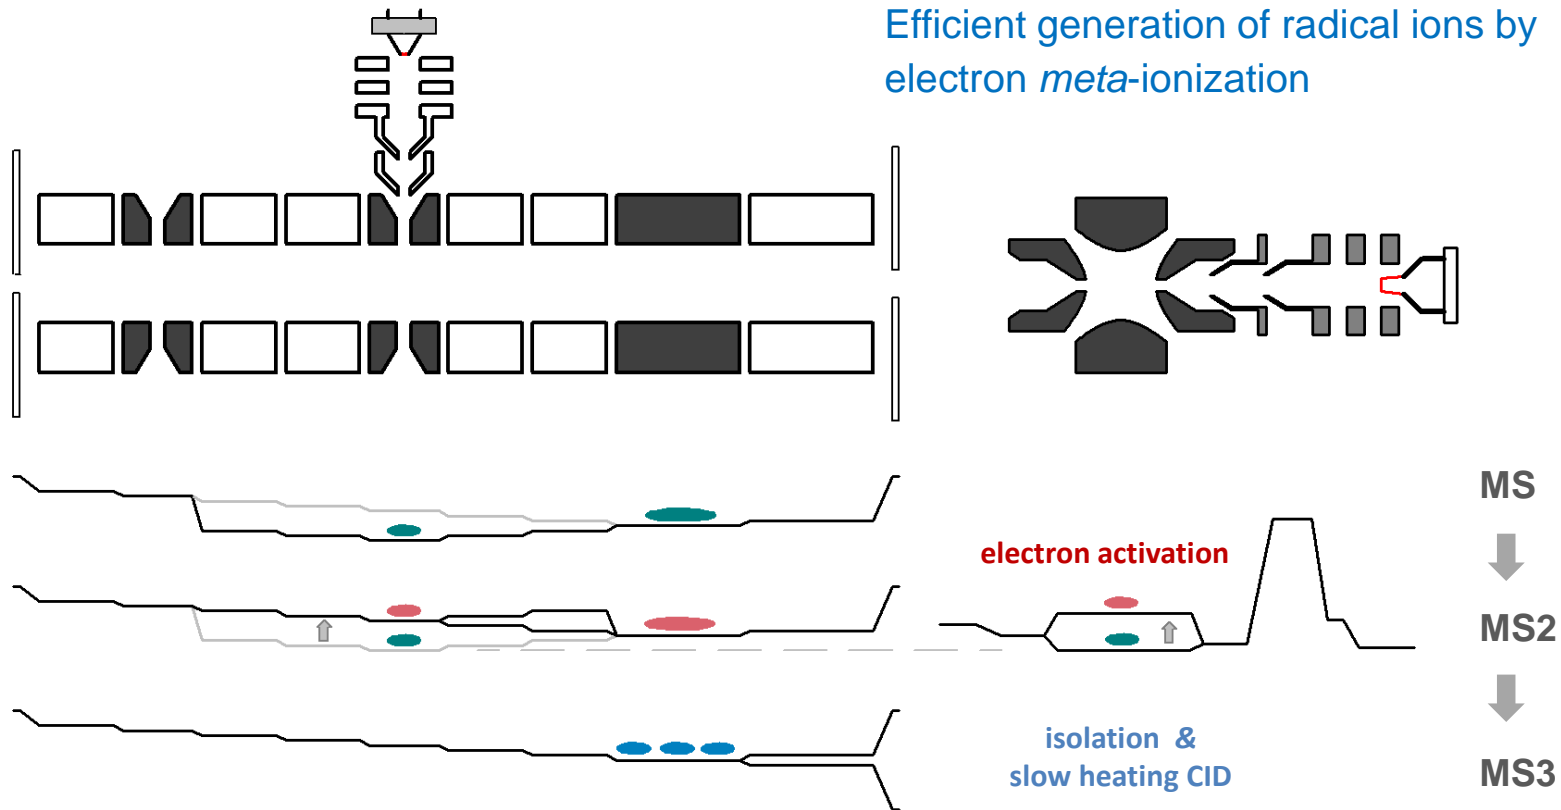 Efficient generation of radical ions by
electron meta-ionization
MS
electron activation
MS2
isolation &
slow heating CID
MS3